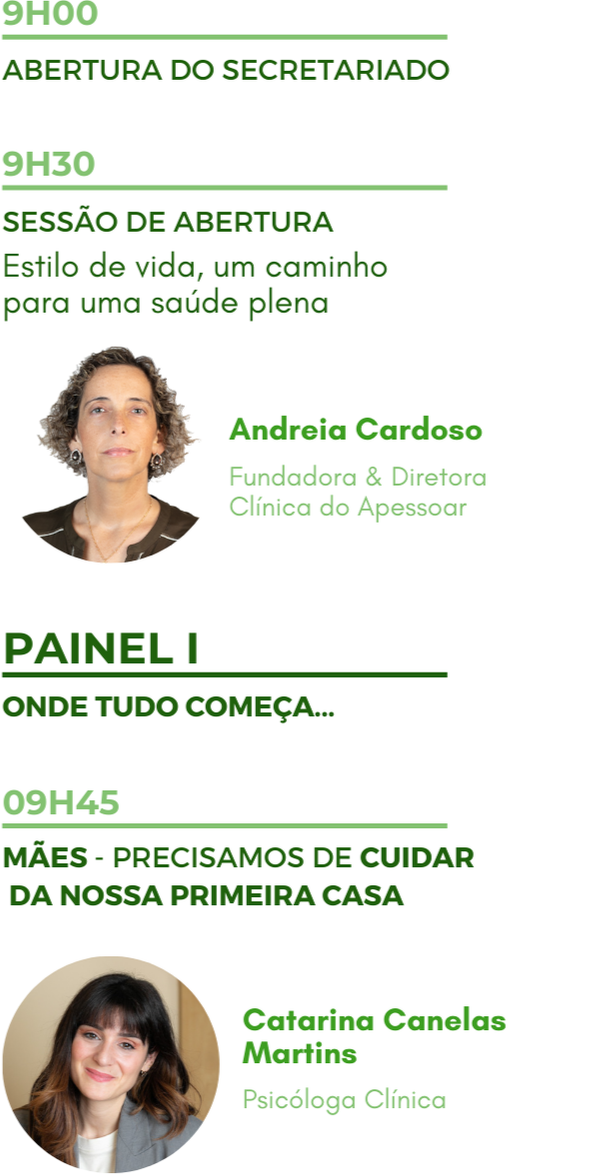 9H00
ABERTURA DO SECRETARIADO
9H30
SESSÃO DE ABERTURA
Estilo de vida, um caminho
para uma saúde plena
Andreia Cardoso
Fundadora & Diretora
Clínica do Apessoar
PAINEL I
ONDE TUDO COMEÇA...
09H45
MÃES - PRECISAMOS DE CUIDAR
DA NOSSA PRIMEIRA CASA
Catarina Canelas
Martins
Psicóloga Clínica